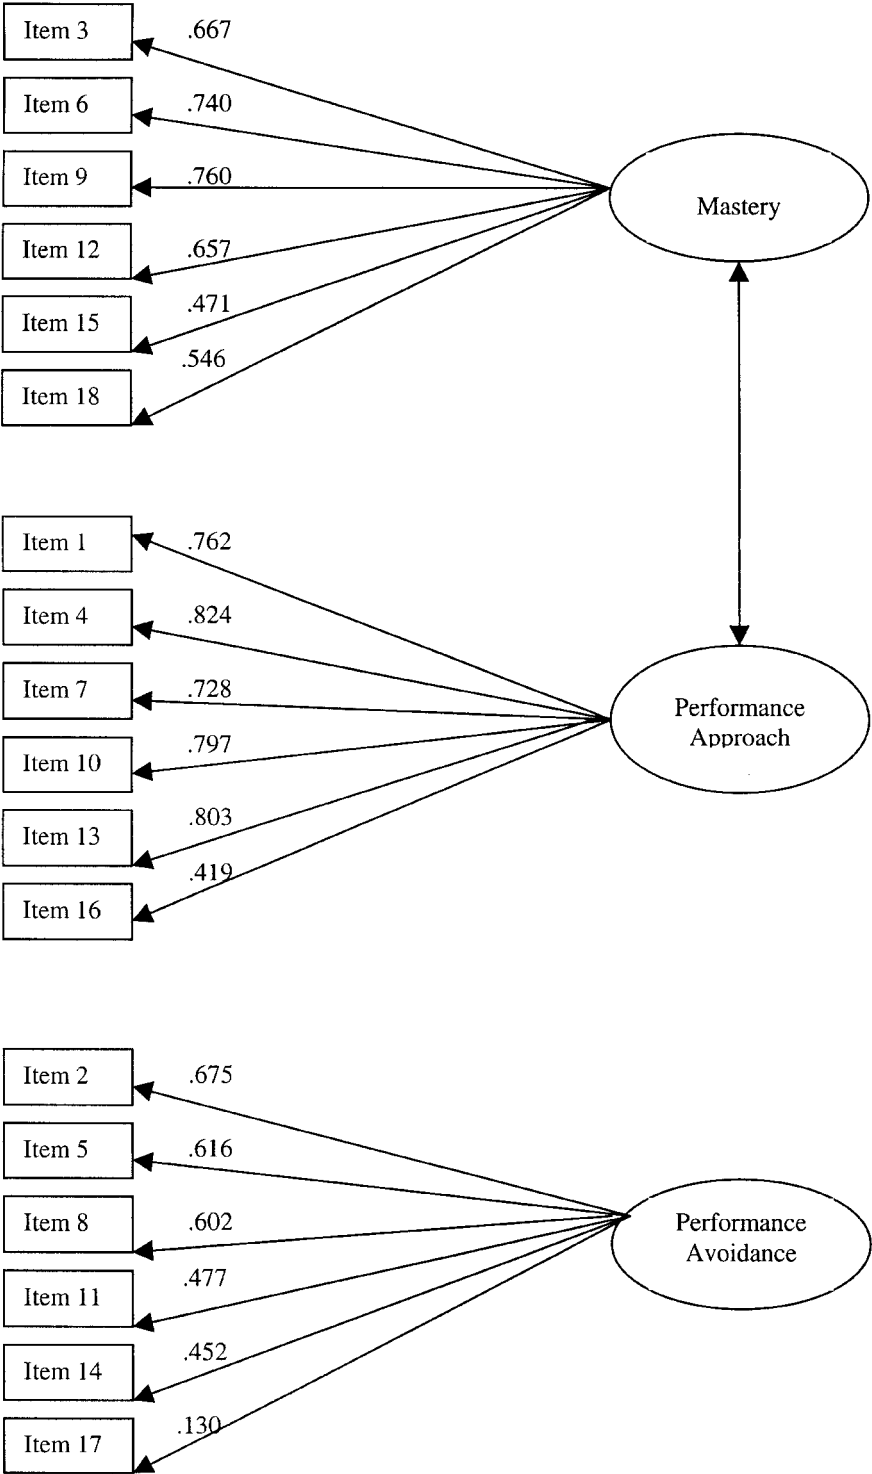 Item 3 .667
Item 6 .740
Item 9 .760
Mastery
Item 12 .657
Item 15 .471
Item 18 .546
Item 1 .762
Item 4 .824
Item 7 .728
Performance
Approach
Item 10 .797
Item 13 .803
Item 16 .419
Item 2 .675
Item 5 .616
Item 8 .602
Performance
Avoidance
Item 11 .477
Item 14 .452
Item 17 .130